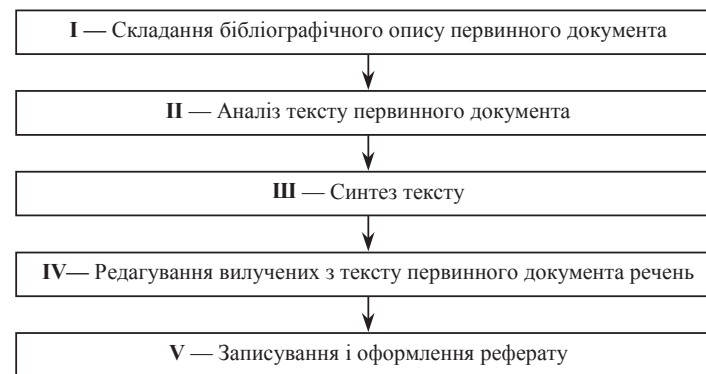 I — Складання бібліографічного опису первинного документа
II — Аналіз тексту первинного документа
III — Синтез тексту
IV— Редагування вилучених з тексту первинного документа речень
V — Записування і оформлення реферату